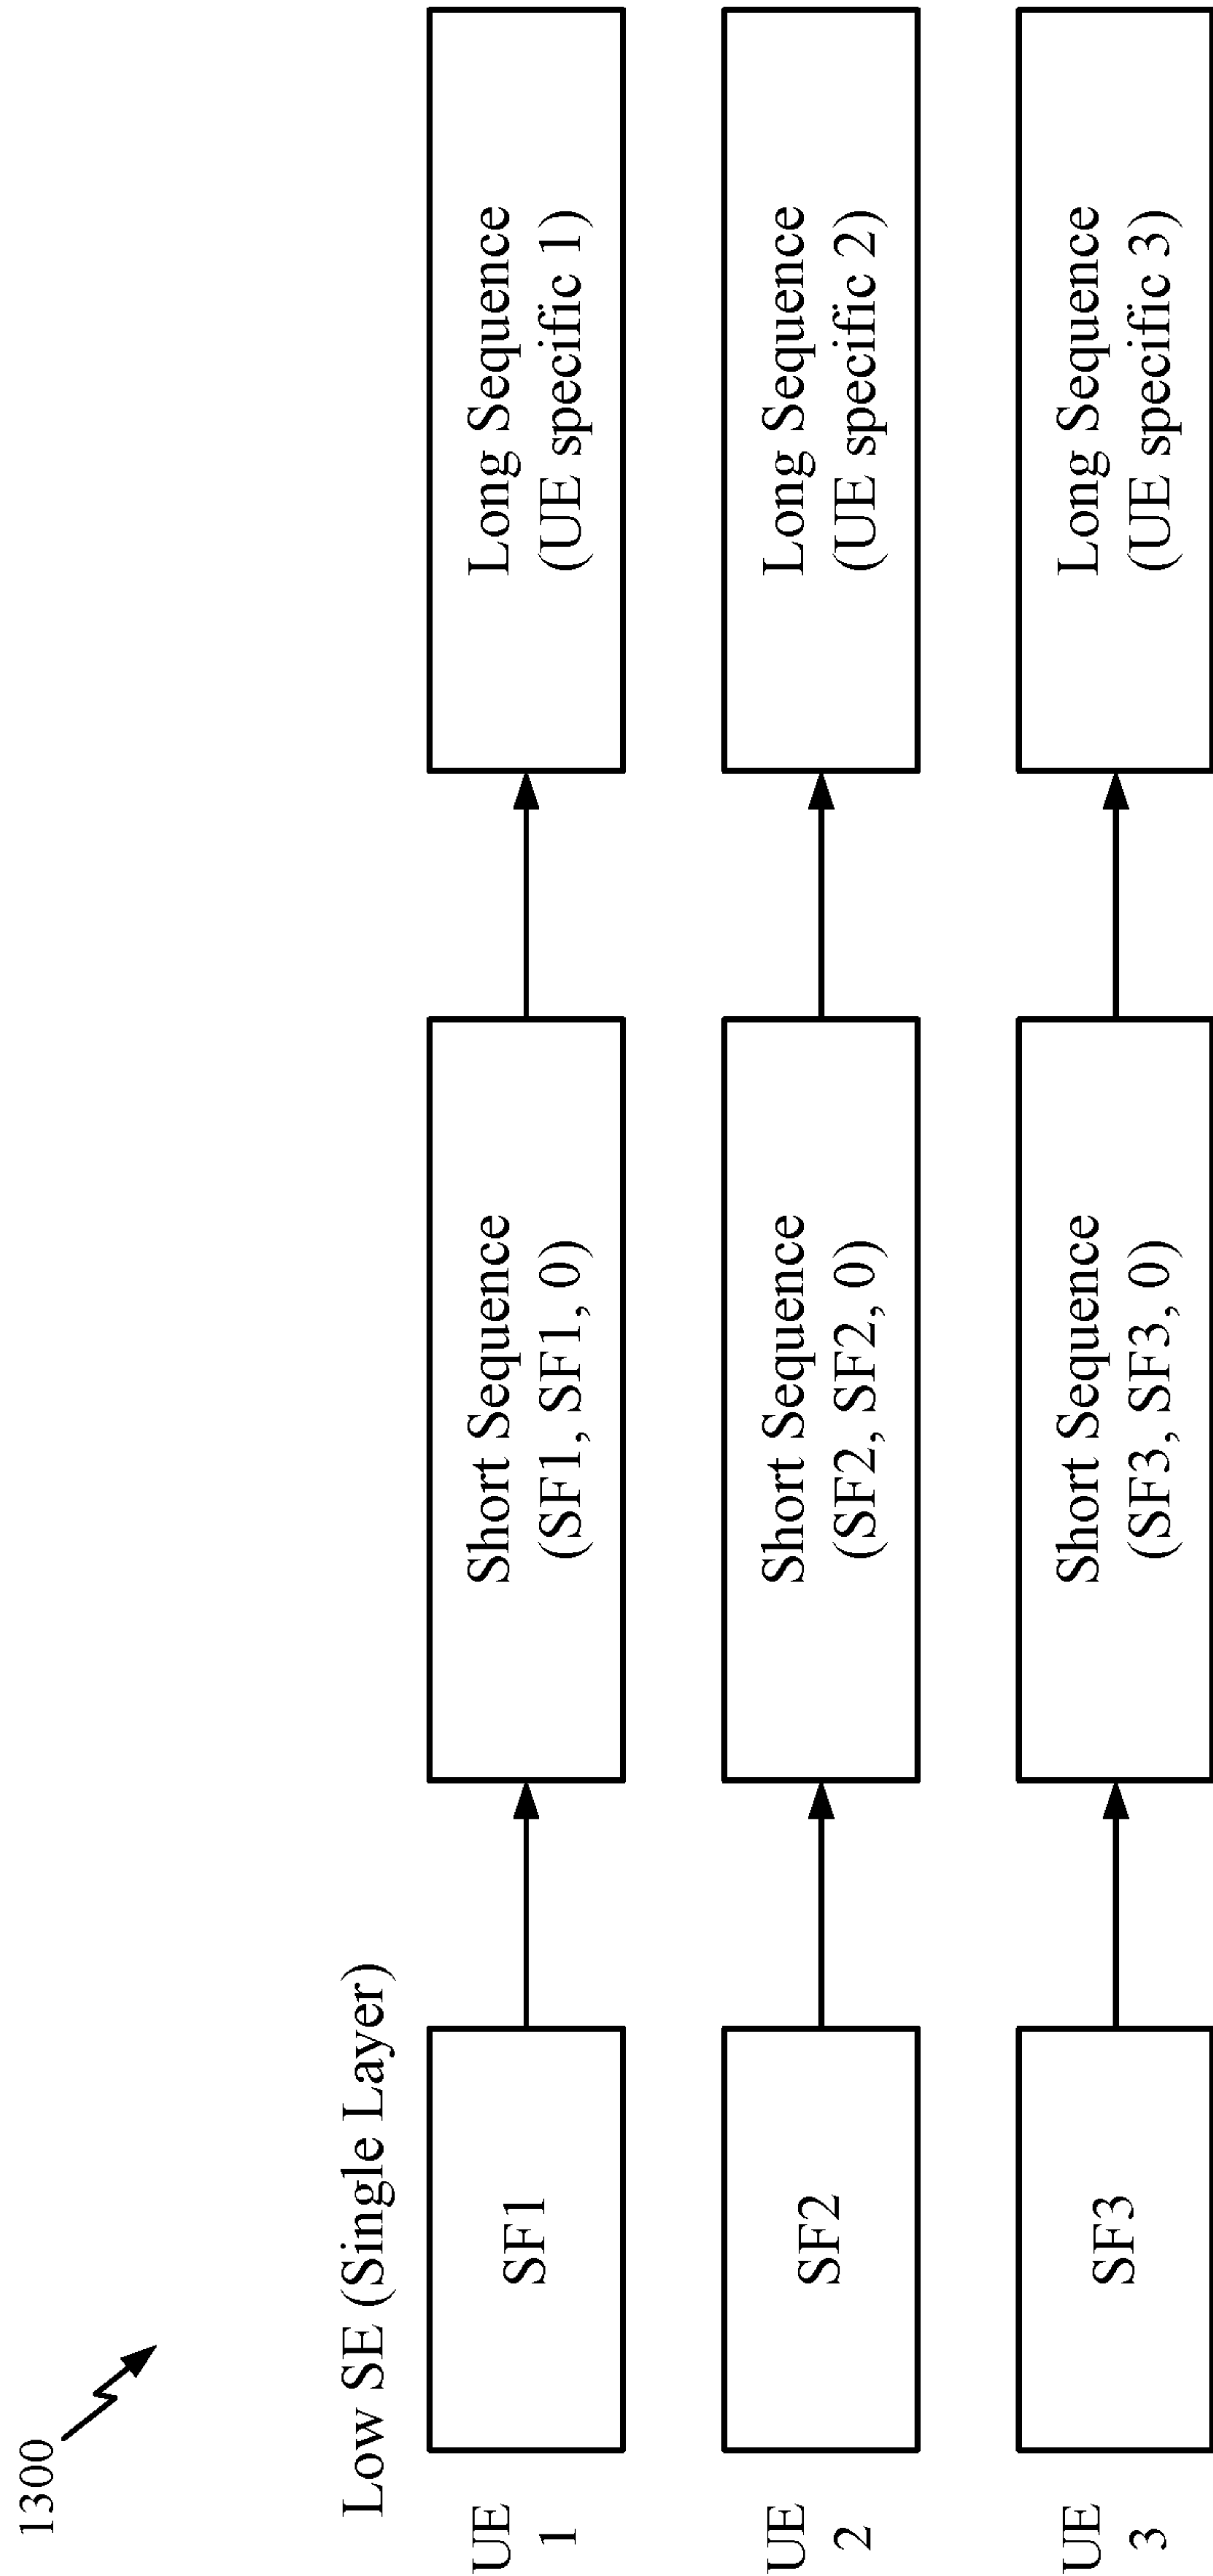 1300
Low SE (Single Layer)
UE
1
SF1
Short Sequence
(SF1, SF1, 0)
Long Sequence
(UE specific 1)
UE
2
SF2
Short Sequence
(SF2, SF2, 0)
Long Sequence
(UE specific 2)
UE
3
SF3
Short Sequence
(SF3, SF3, 0)
Long Sequence
(UE specific 3)